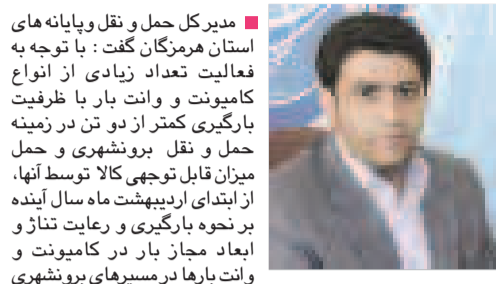 مدیرکل حمل و نقل وپایانه های
استان هرمزگان گفت : با توجه به
فعالیت تعداد زیادی از انواع
کامیونت و وانت بار با ظرفیت
بارگیری کمتر از دو تن در زمینه
حمل و نقل برونشهری و حمل
میزان قابل توجهی کالا توسط آنها،
از ابتدای اردیبهشت ماه سال آینده
بر نحوه بارگیری و رعایت تناژ و
ابعاد مجاز بار در کامیونت و
وانت بارها در مسیرهای برونشهری